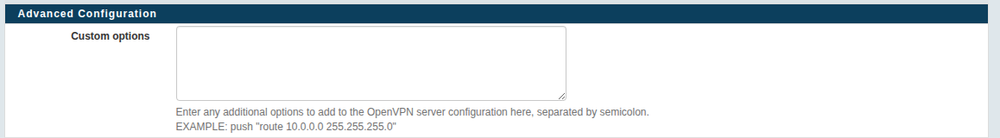 Advanced Configuration
Custom options
Enter any additional options to add to the OpenVPN server configuration here, separated by semicolon.
EXAMPLE: push "route 10.0.0.0 255.255.255.0"